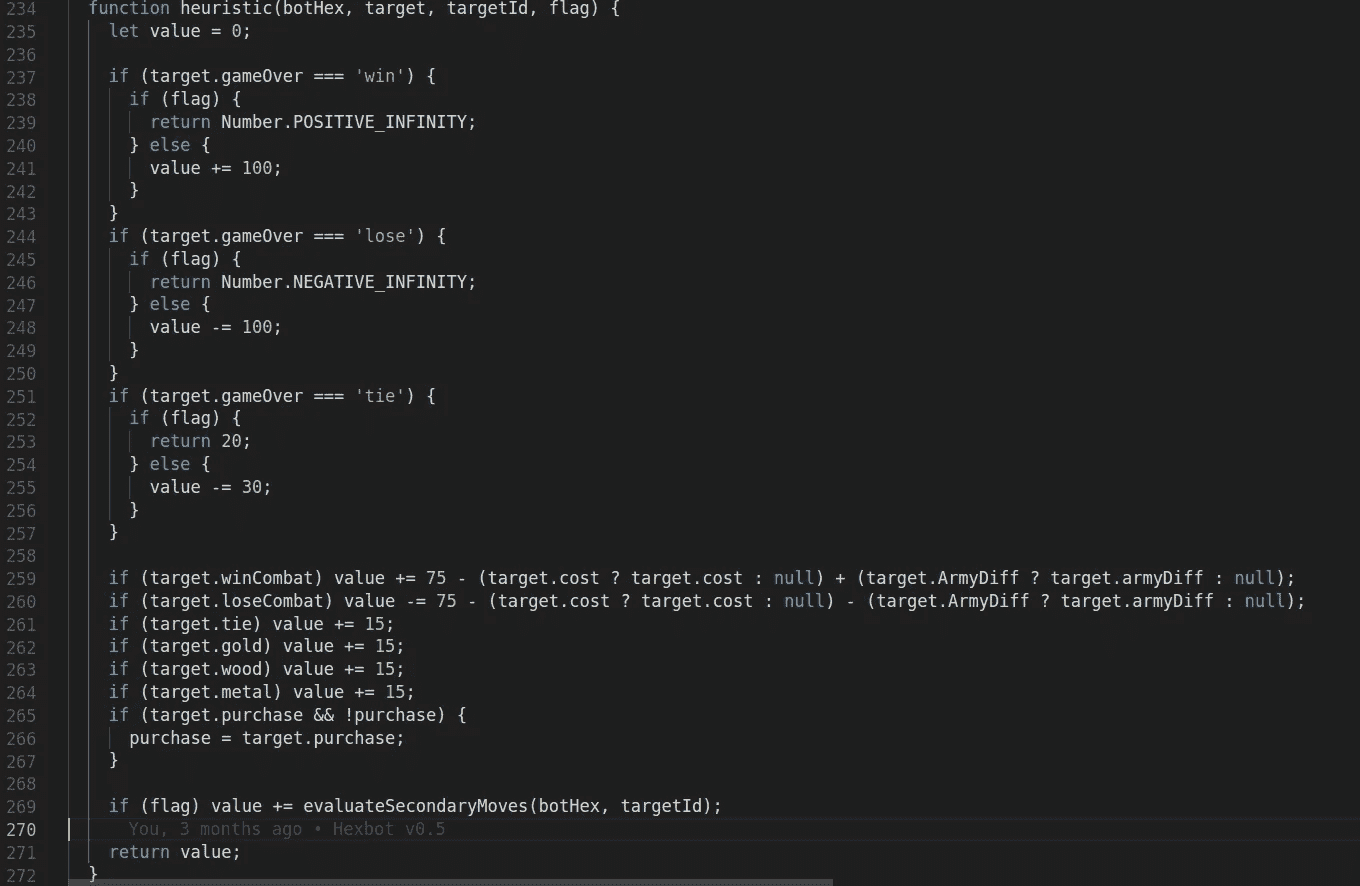 234 function heuristic(botHex, target, targetId, flag) {
235 let value = 0;
236
237 if (target.gameOver === 'win') {
238 if (flag) {
239 return Number.POSITIVE_INFINITY;
240 } else {
241 value += 100;
242 }
243 }
244 if (target.gameOver === 'lose') {
245 if (flag) {
246 return Number.NEGATIVE_INFINITY;
247 } else {
248 value -= 100;
249 }
250 }
251 if (target.gameOver === 'tie') {
252 if (flag) {
253 return 20;
254 } else {
255 value -= 30;
256 }
257 }
258
259 if (target.winCombat) value += 75 - (target.cost ? target.cost : null) + (target.ArmyDiff ? target.armyDiff : null);
260 if (target.loseCombat) value -= 75 - (target.cost ? target.cost : null) - (target.ArmyDiff ? target.armyDiff : null);
261 if (target.tie) value += 15;
262 if (target.gold) value += 15;
263 if (target.wood) value += 15;
264 if (target.metal) value += 15;
265 if (target.purchase && !purchase) {
266 purchase = target.purchase;
267 }
268
269 if (flag) value += evaluateSecondaryMoves(botHex, targetId);
270 You, 3 months ago • Hexbot v0.5
271 return value;
272 }